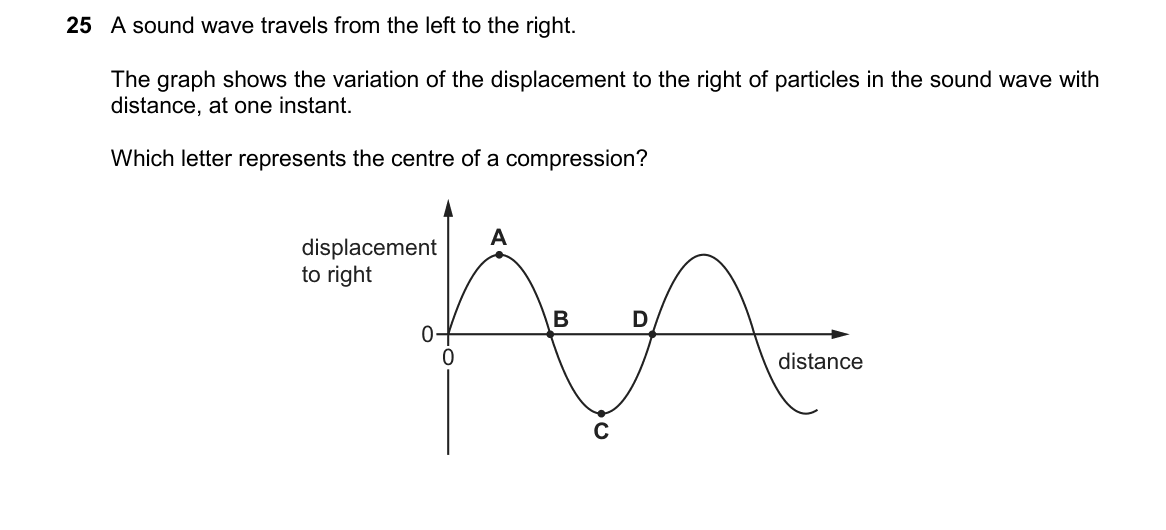 25 A sound wave travels from the left to the right.
The graph shows the variation of the displacement to the right of particles in the sound wave with
distance, at one instant.
Which letter represents the centre of a compression?
A
displacement
to right
B
D
0
0
distance
C